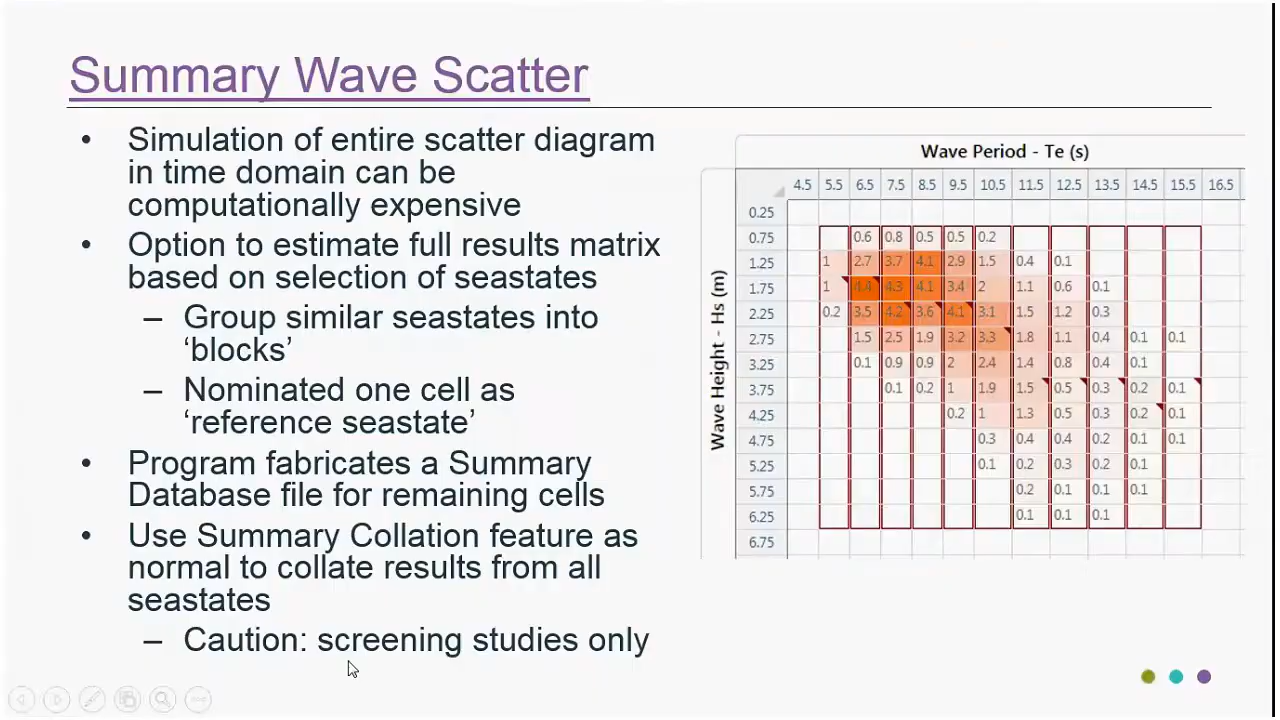 Summary Wave Scatter
• Simulation of entire scatter diagram
in time domain can be
computationally expensive
• Option to estimate full results matrix
based on selection of seastates
– Group similar seastates into
‘blocks’
– Nominated one cell as
‘reference seastate’
• Program fabricates a Summary
Database file for remaining cells
• Use Summary Collation feature as
normal to collate results from all
seastates
– Caution: screening studies only
Wave Period - Te (s)
Wave Height - Hs (m)
4.5 5.5 6.5 7.5 8.5 9.5 10.5 11.5 12.5 13.5 14.5 15.5 16.5
0.25
0.75 0.6 0.8 0.5 0.5 0.2
1.25 1 2.7 3.7 4.1 2.9 1.5 0.4 0.1
1.75 1 4.4 4.3 4.1 3.4 2 1.1 0.6 0.1
2.25 0.2 3.5 4.2 3.6 4.1 3.1 1.5 1.2 0.3
2.75 1.5 2.5 1.9 3.2 3.3 1.8 1.1 0.4 0.1 0.1
3.25 0.1 0.9 0.9 2 2.4 1.4 0.8 0.4 0.1
3.75 0.1 0.2 1 1.9 1.5 0.5 0.3 0.2 0.1
4.25 0.2 1 1.3 0.5 0.3 0.2 0.1
4.75 0.3 0.4 0.4 0.2 0.1 0.1
5.25 0.1 0.2 0.3 0.2 0.1
5.75 0.2 0.1 0.1 0.1
6.25 0.1 0.1 0.1
6.75